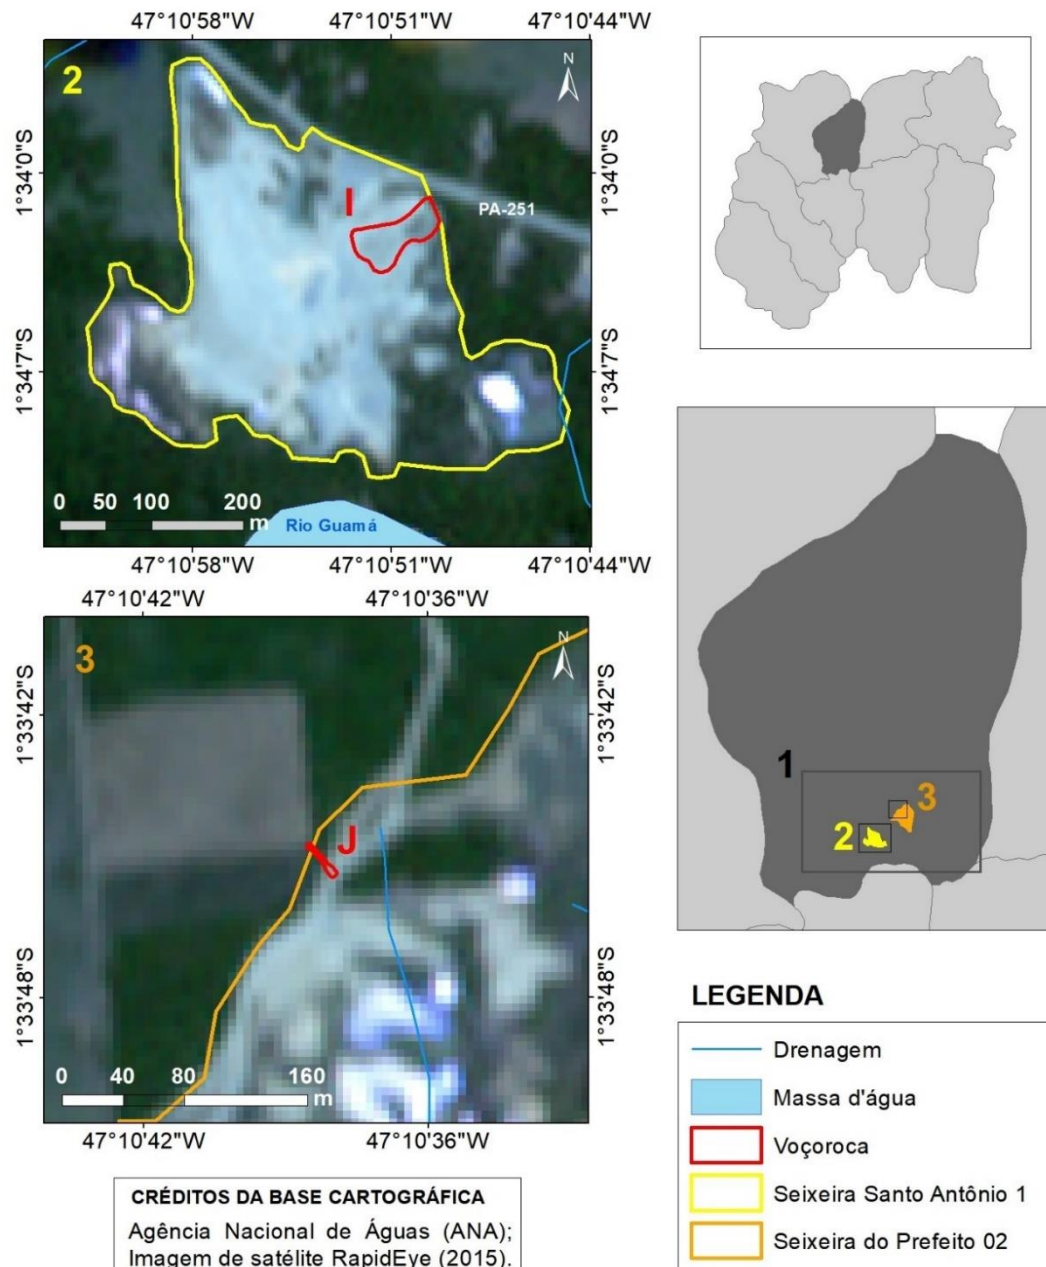 47°10'58"W 47°10'51"W 47°10'44"W
2
N
1°34'0"S
1°34'0"S
I
PA-251
1°34'7"S
1°34'7"S
0 50 100 200
m
Rio Guamá
47°10'58"W 47°10'51"W 47°10'44"W
47°10'42"W 47°10'36"W
3
N
1°33'42"S
1°33'42"S
J
1°33'48"S
1°33'48"S
0 40 80 160
m
47°10'42"W 47°10'36"W
CRÉDITOS DA BASE CARTOGRÁFICA
Agência Nacional de Águas (ANA);
Imagem de satélite RapidEye (2015).
1
3
2
LEGENDA
Drenagem
Massa d'água
Voçoroca
Seixeira Santo Antônio 1
Seixeira do Prefeito 02